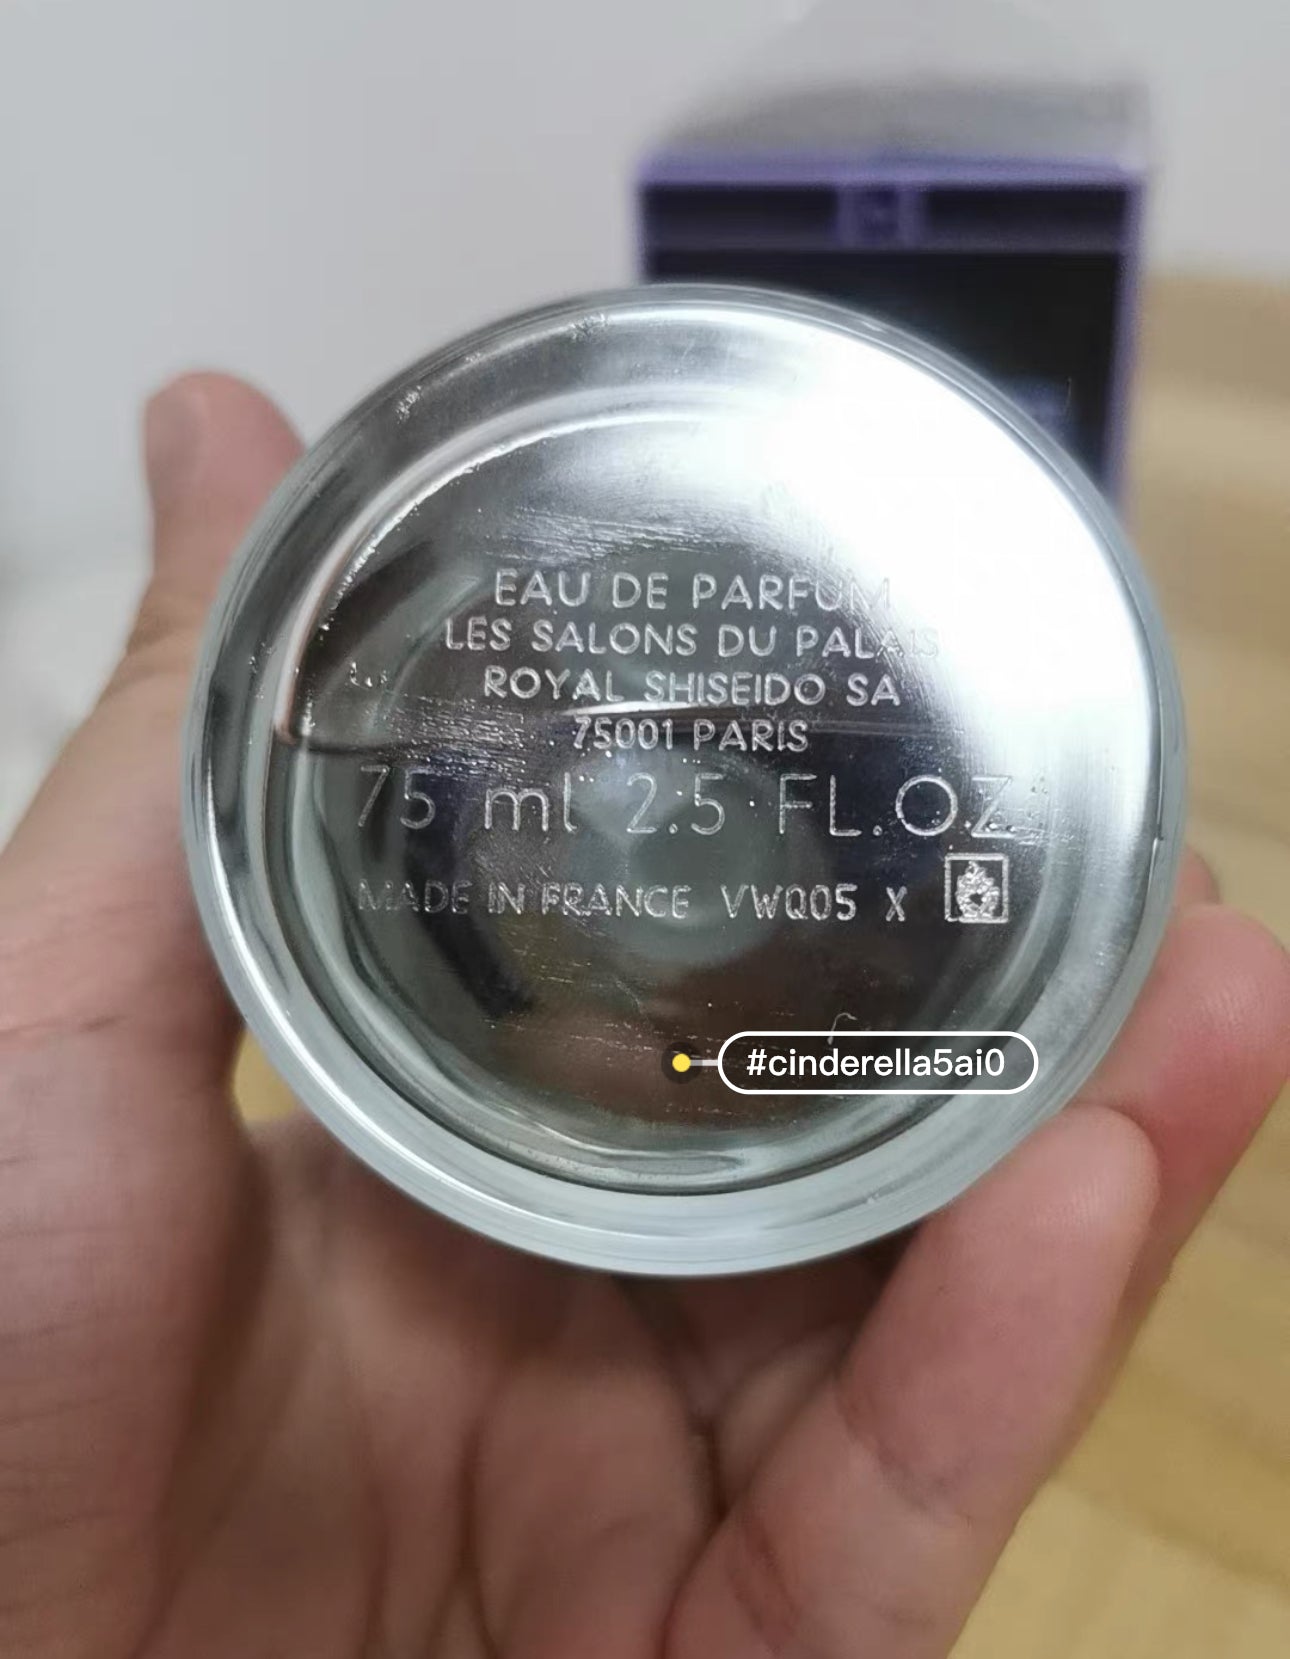 EAU DE PARFUM
LES SALONS DU PALAIS
ROYAL SHISEIDO SA
75001 PARIS
75 ml 2.5 FL.OZ
MADE IN FRANCE VWQ05 X
#cinderella5ai0